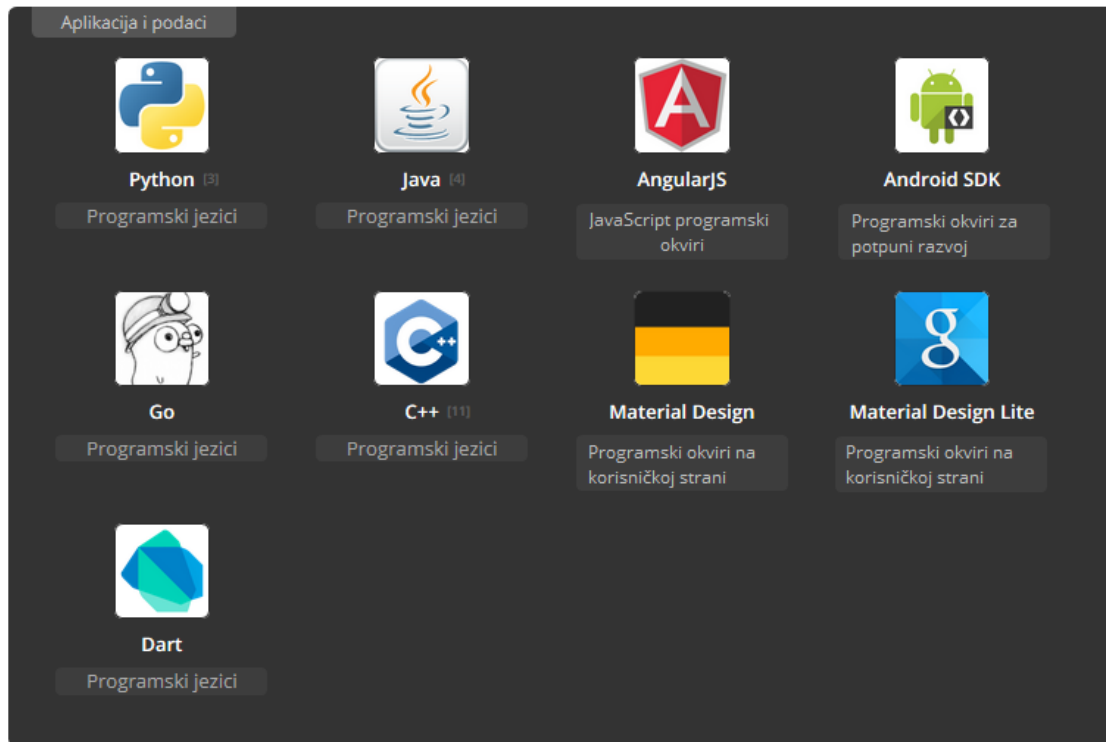 Aplikacija i podaci
Python [3]
Java [4]
AngularJS
Android SDK
Programski jezici
Programski jezici
JavaScript programski
okviri
Programski okviri za
potpuni razvoj
Go
C++ [11]
Material Design
Material Design Lite
Programski jezici
Programski jezici
Programski okviri na
korisničkoj strani
Programski okviri na
korisničkoj strani
Dart
Programski jezici